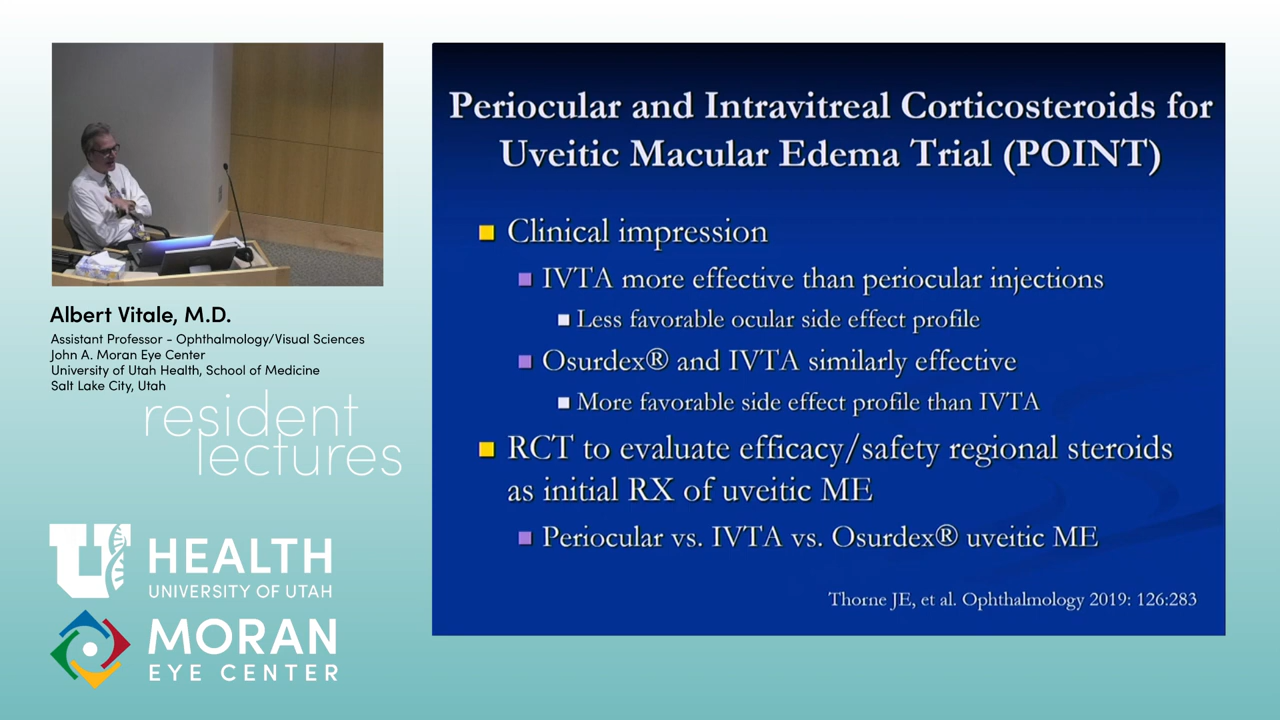 Periocular and Intravitreal Corticosteroids for
Uveitic Macular Edema Trial (POINT)
Clinical impression
IVTA more effective than periocular injections
Less favorable ocular side effect profile
Osurdex® and IVTA similarly effective
More favorable side effect profile than IVTA
RCT to evaluate efficacy/safety regional steroids
as initial RX of uveitic ME
Periocular vs. IVTA vs. Osurdex® uveitic ME
Thorne JE, et al. Ophthalmology 2019: 126:283
Albert Vitale, M.D.
Assistant Professor - Ophthalmology/Visual Sciences
John A. Moran Eye Center
University of Utah Health, School of Medicine
Salt Lake City, Utah
resident
lectures
U HEALTH
UNIVERSITY OF UTAH
MORAN
EYE CENTER